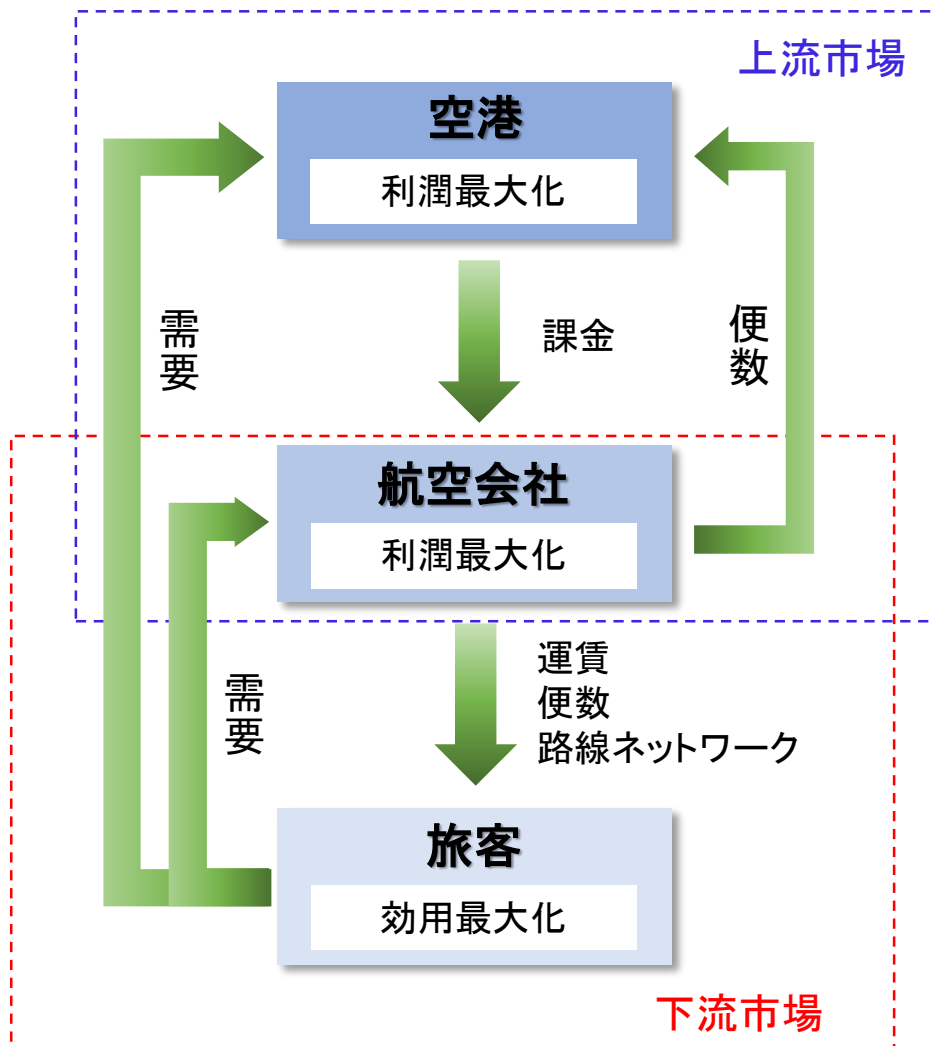 上流市場
空港
利潤最大化
需要
課金
便数
航空会社
利潤最大化
需要
運賃
便数
路線ネットワーク
旅客
効用最大化
下流市場